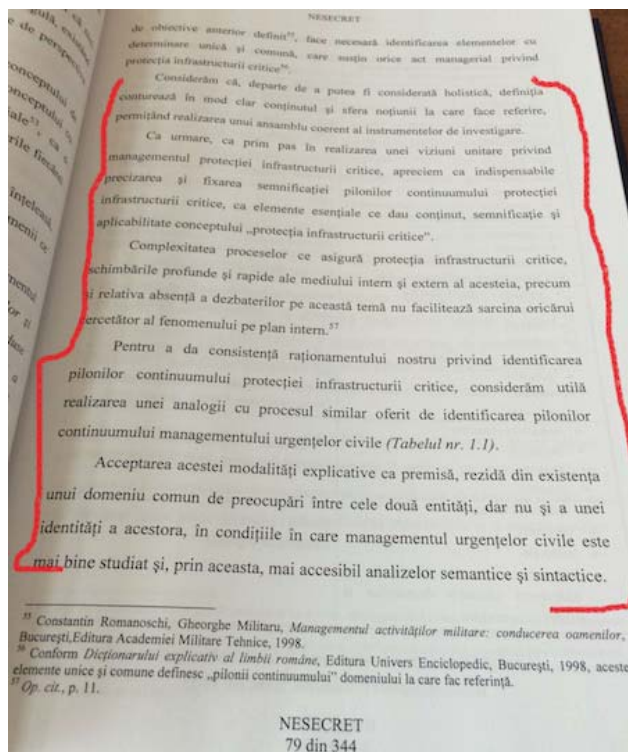 NESECRET
de obiective anterior definit⁵⁵, face necesară identificarea elementelor cu
determinare unică și comună, care susțin orice act managerial privind
protecția infrastructurii critice⁵⁶.
Considerăm că, departe de a putea fi considerată holistică, definiția
conturează în mod clar conținutul și sfera noțiunii la care face referire,
permițând realizarea unui ansamblu coerent al instrumentelor de investigare.
Ca urmare, ca prim pas în realizarea unei viziuni unitare privind
managementul protecției infrastructurii critice, apreciem ca indispensabile
precizarea și fixarea semnificației pilonilor continuumului protecției
infrastructurii critice, ca elemente esențiale ce dau conținut, semnificație și
aplicabilitate conceptului „protecția infrastructurii critice”.
Complexitatea proceselor ce asigură protecția infrastructurii critice,
schimbările profunde și rapide ale mediului intern și extern al acesteia, precum
și relativa absență a dezbaterilor pe această temă nu facilitează sarcina oricărui
cercetător al fenomenului pe plan intern.⁵⁷
Pentru a da consistență raționamentului nostru privind identificarea
pilonilor continuumului protecției infrastructurii critice, considerăm utilă
realizarea unei analogii cu procesul similar oferit de identificarea pilonilor
continuumului managementului urgențelor civile (Tabelul nr. 1.1).
Acceptarea acestei modalități explicative ca premisă, rezidă din existența
unui domeniu comun de preocupări între cele două entități, dar nu și a unei
identități a acestora, în condițiile în care managementul urgențelor civile este
mai bine studiat și, prin aceasta, mai accesibil analizelor semantice și sintactice.
⁵⁵ Constantin Romanoschi, Gheorghe Militaru, Managementul activităților militare: conducerea oamenilor,
București,Editura Academiei Militare Tehnice, 1998.
⁵⁶ Conform Dicționarului explicativ al limbii române, Editura Univers Enciclopedic, București, 1998, aceste
elemente unice și comune definesc „pilonii continuumului” domeniului la care fac referință.
⁵⁷ Op. cit., p. 11.
NESECRET
79 din 344